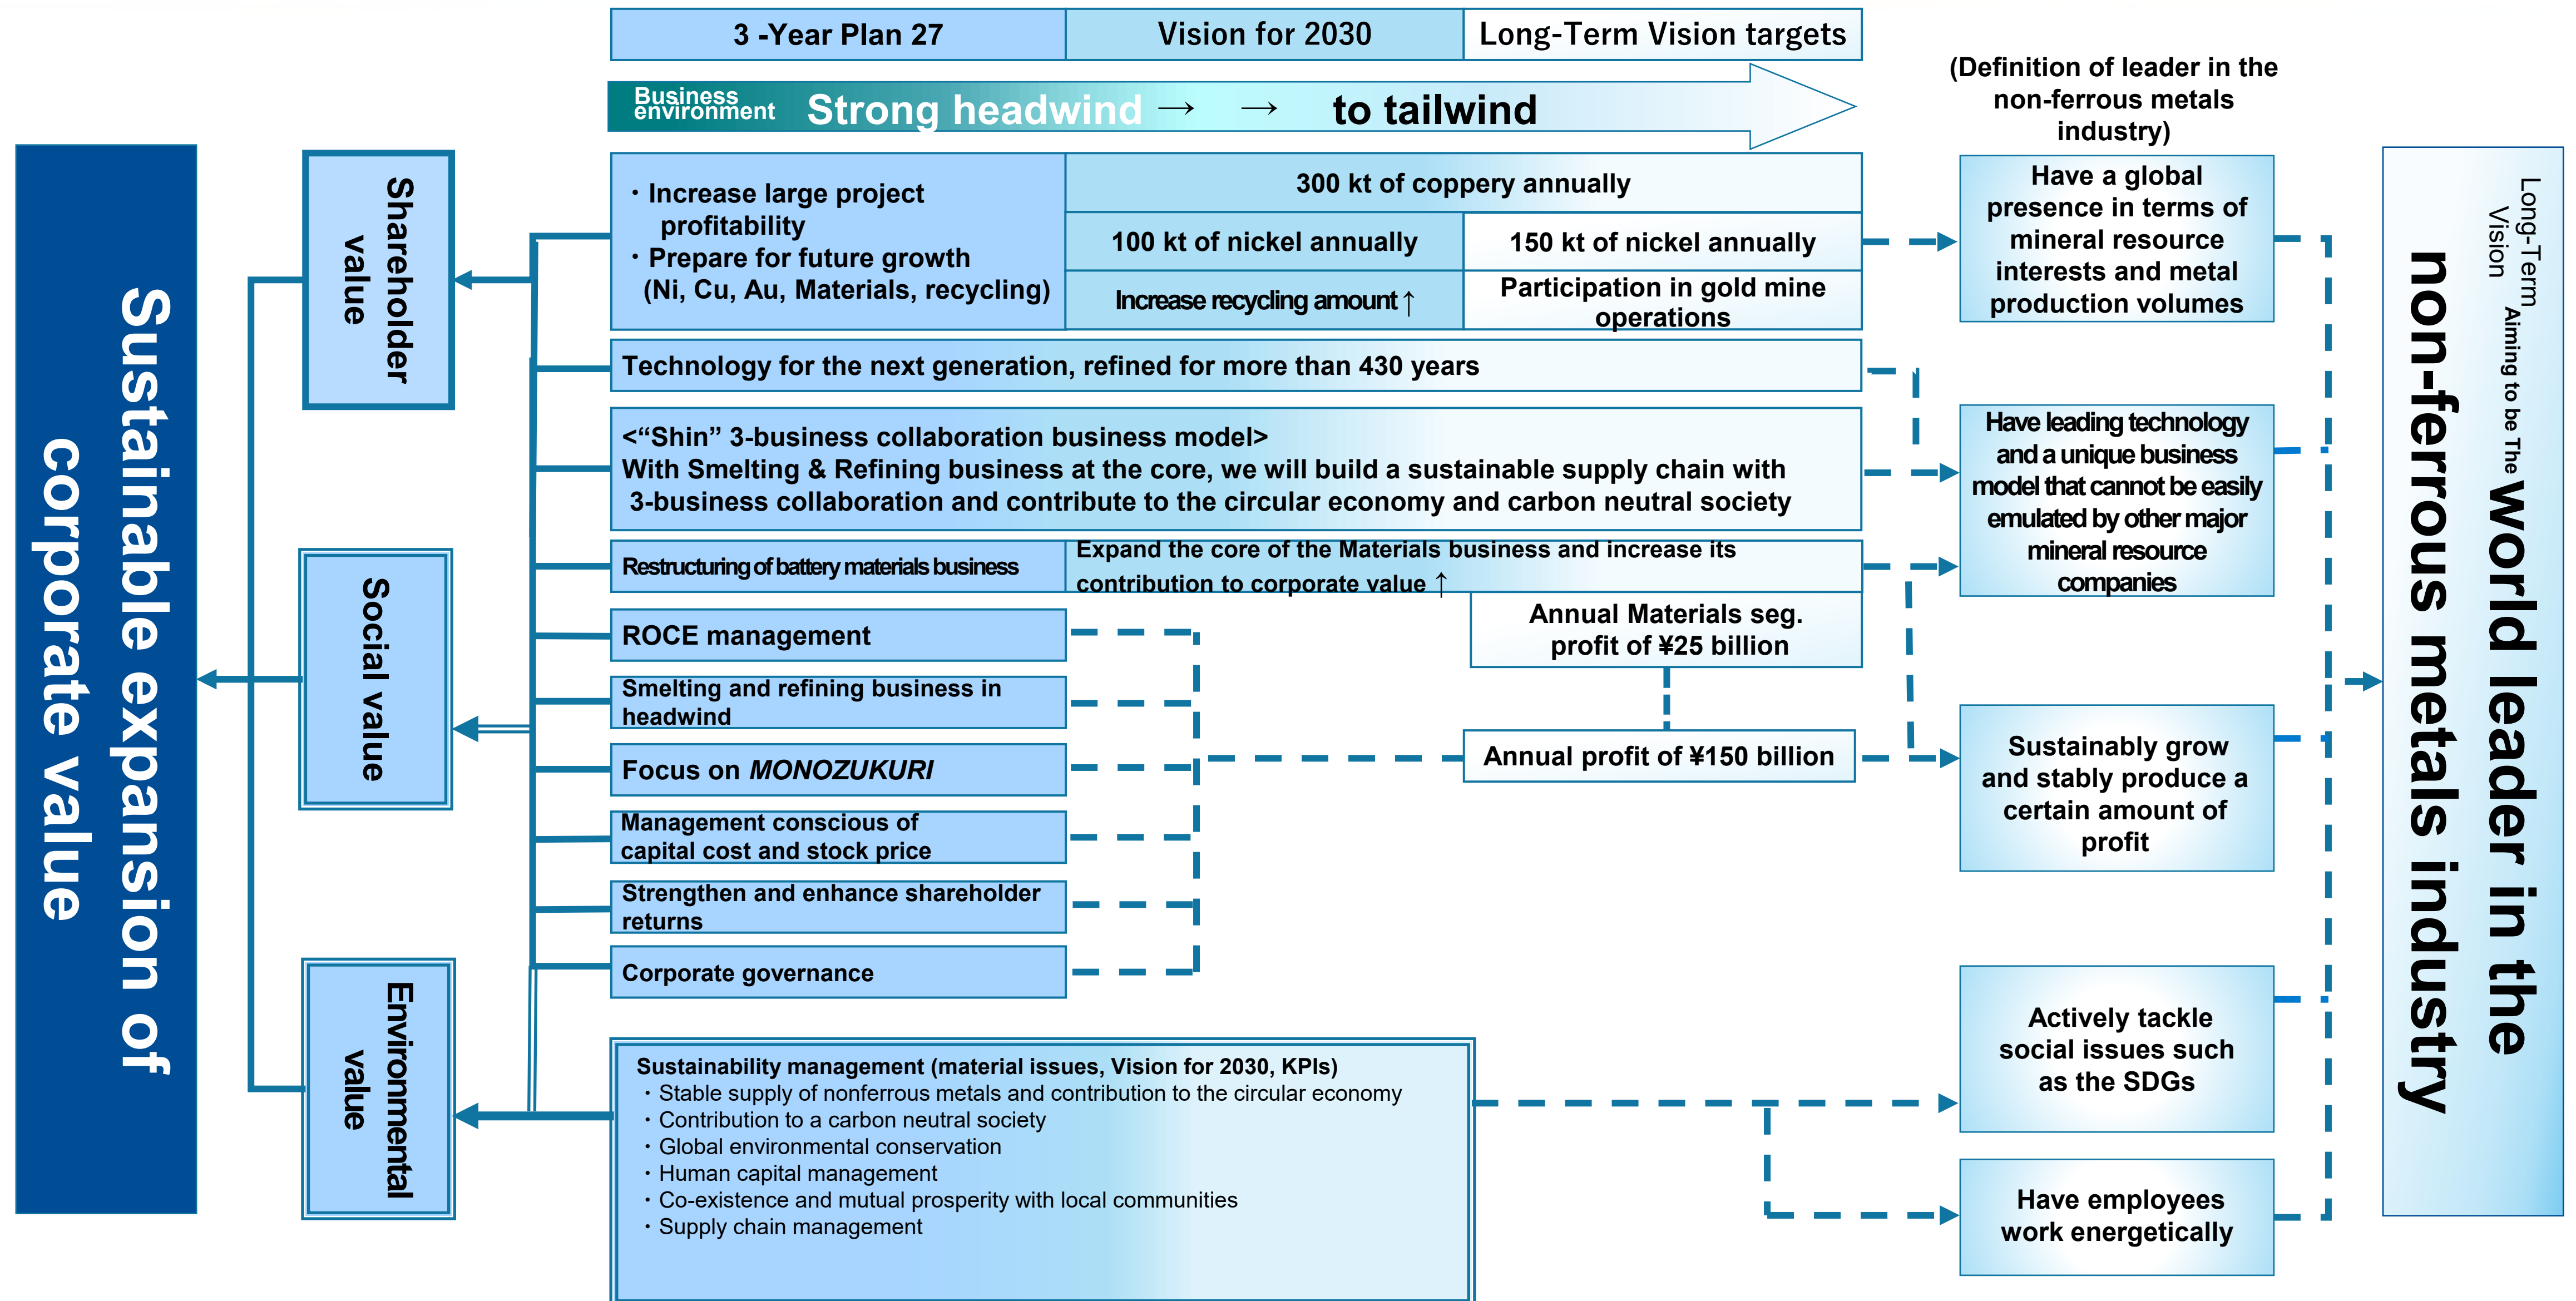 3 -Year Plan 27
Vision for 2030
Long-Term Vision targets
Business
environment
Strong headwind → → to tailwind
(Definition of leader in the
non-ferrous metals
industry)
Sustainable expansion of
corporate value
Shareholder
value
Social value
Environmental
value
・Increase large project
profitability
・Prepare for future growth
(Ni, Cu, Au, Materials, recycling)
300 kt of coppery annually
100 kt of nickel annually
150 kt of nickel annually
Increase recycling amount ↑
Participation in gold mine
operations
Technology for the next generation, refined for more than 430 years
<“Shin” 3-business collaboration business model>
With Smelting & Refining business at the core, we will build a sustainable supply chain with
3-business collaboration and contribute to the circular economy and carbon neutral society
Restructuring of battery materials business
Expand the core of the Materials business and increase its
contribution to corporate value ↑
Annual Materials seg.
profit of ¥25 billion
ROCE management
Smelting and refining business in
headwind
Focus on MONOZUKURI
Annual profit of ¥150 billion
Management conscious of
capital cost and stock price
Strengthen and enhance shareholder
returns
Corporate governance
Sustainability management (material issues, Vision for 2030, KPIs)
・Stable supply of nonferrous metals and contribution to the circular economy
・Contribution to a carbon neutral society
・Global environmental conservation
・Human capital management
・Co-existence and mutual prosperity with local communities
・Supply chain management
Have a global
presence in terms of
mineral resource
interests and metal
production volumes
Have leading technology
and a unique business
model that cannot be easily
emulated by other major
mineral resource
companies
Sustainably grow
and stably produce a
certain amount of
profit
Actively tackle
social issues such
as the SDGs
Have employees
work energetically
Long-Term
Vision
Aiming to be The World leader in the
non-ferrous metals industry